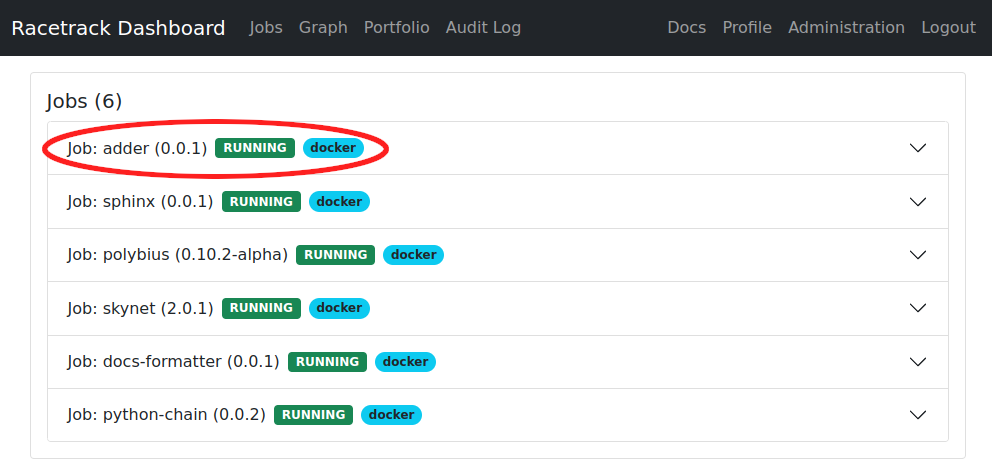 Racetrack Dashboard Jobs Graph Portfolio Audit Log Docs Profile Administration Logout
Jobs (6)
Job: adder (0.0.1) RUNNING docker
Job: sphinx (0.0.1) RUNNING docker
Job: polybius (0.10.2-alpha) RUNNING docker
Job: skynet (2.0.1) RUNNING docker
Job: docs-formatter (0.0.1) RUNNING docker
Job: python-chain (0.0.2) RUNNING docker